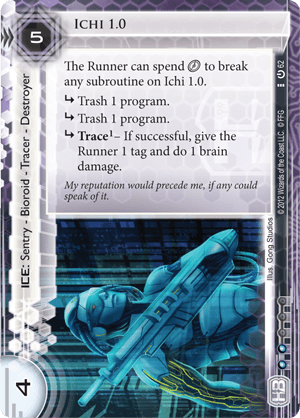 5
ICHI 1.0
The Runner can spend to break
any subroutine on Ichi 1.0.
Trash 1 program.
Trash 1 program.
Trace1– If successful, give the
Runner 1 tag and do 1 brain
damage.
My reputation would precede me, if any could
speak of it.
ICE: Sentry - Bioroid - Tracer - Destroyer
4
62
© 2012 Wizards of the Coast LLC. © FFG
Illus. Gong Studios
HB